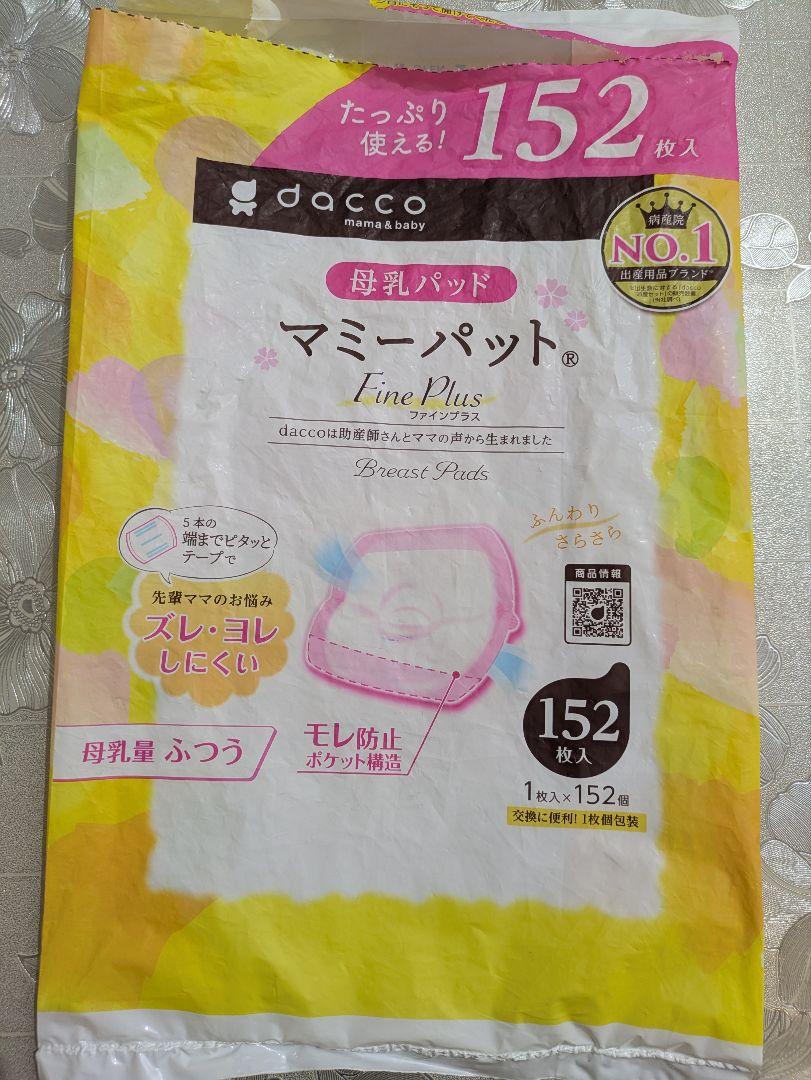 たっぷり
使える!
152枚入
dacco
mama & baby
病産院
NO.1
出産用品ブランド
母乳パッド
マミーパット®
Fine Plus
ファインプラス
daccoは助産師さんとママの声から生まれました
Breast Pads
ふんわり
さらさら
5本の
端までピタッと
テープで
先輩ママのお悩み
ズレ・ヨレ
しにくい
商品情報
152
枚入
母乳量 ふつう
モレ防止
ポケット構造
1枚入×152個
交換に便利!1枚個包装